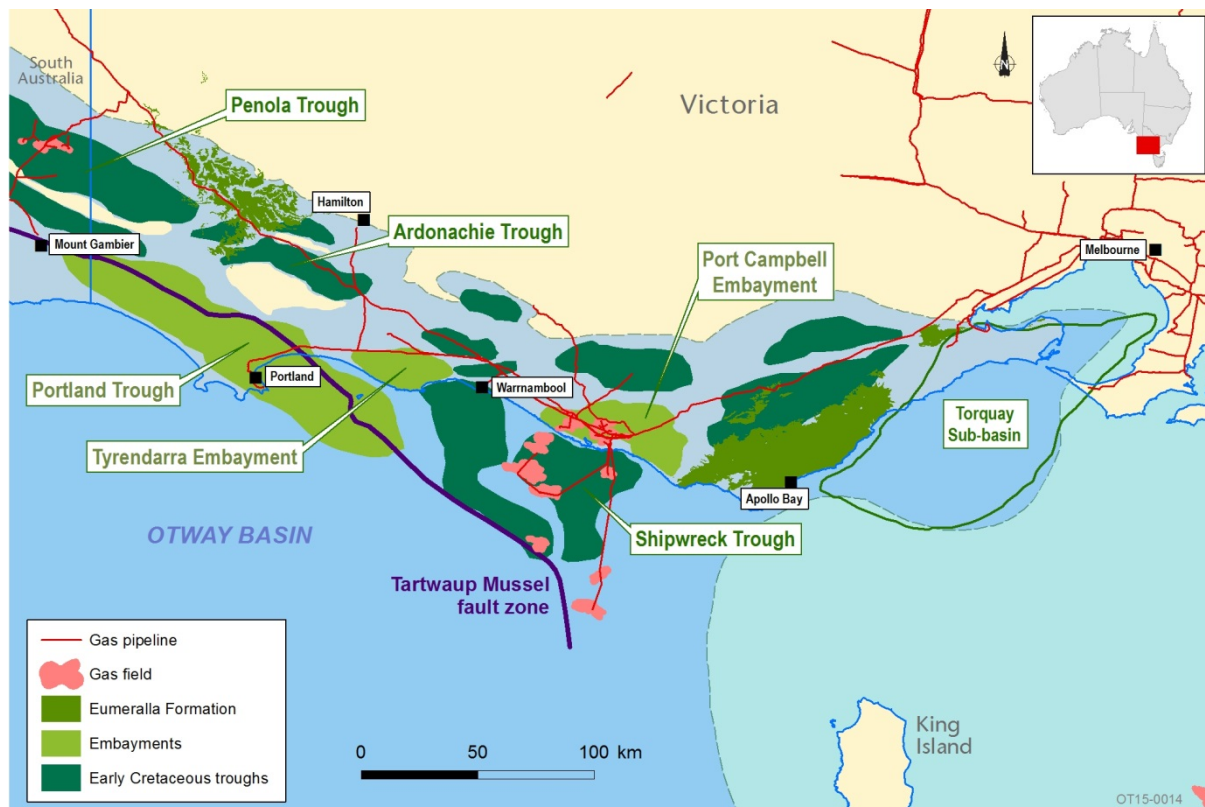 South
Australia
Penola Trough
Victoria
N
Hamilton
Ardonachie Trough
Mount Gambier
Port Campbell
Embayment
Melbourne
Portland Trough
Portland
Warrnambool
Torquay
Sub-basin
Tyrendarra Embayment
Apollo Bay
OTWAY BASIN
Shipwreck Trough
Tartwaup Mussel
fault zone
Gas pipeline
Gas field
Eumeralla Formation
Embayments
Early Cretaceous troughs
0 50 100 km
King
Island
OT15-0014